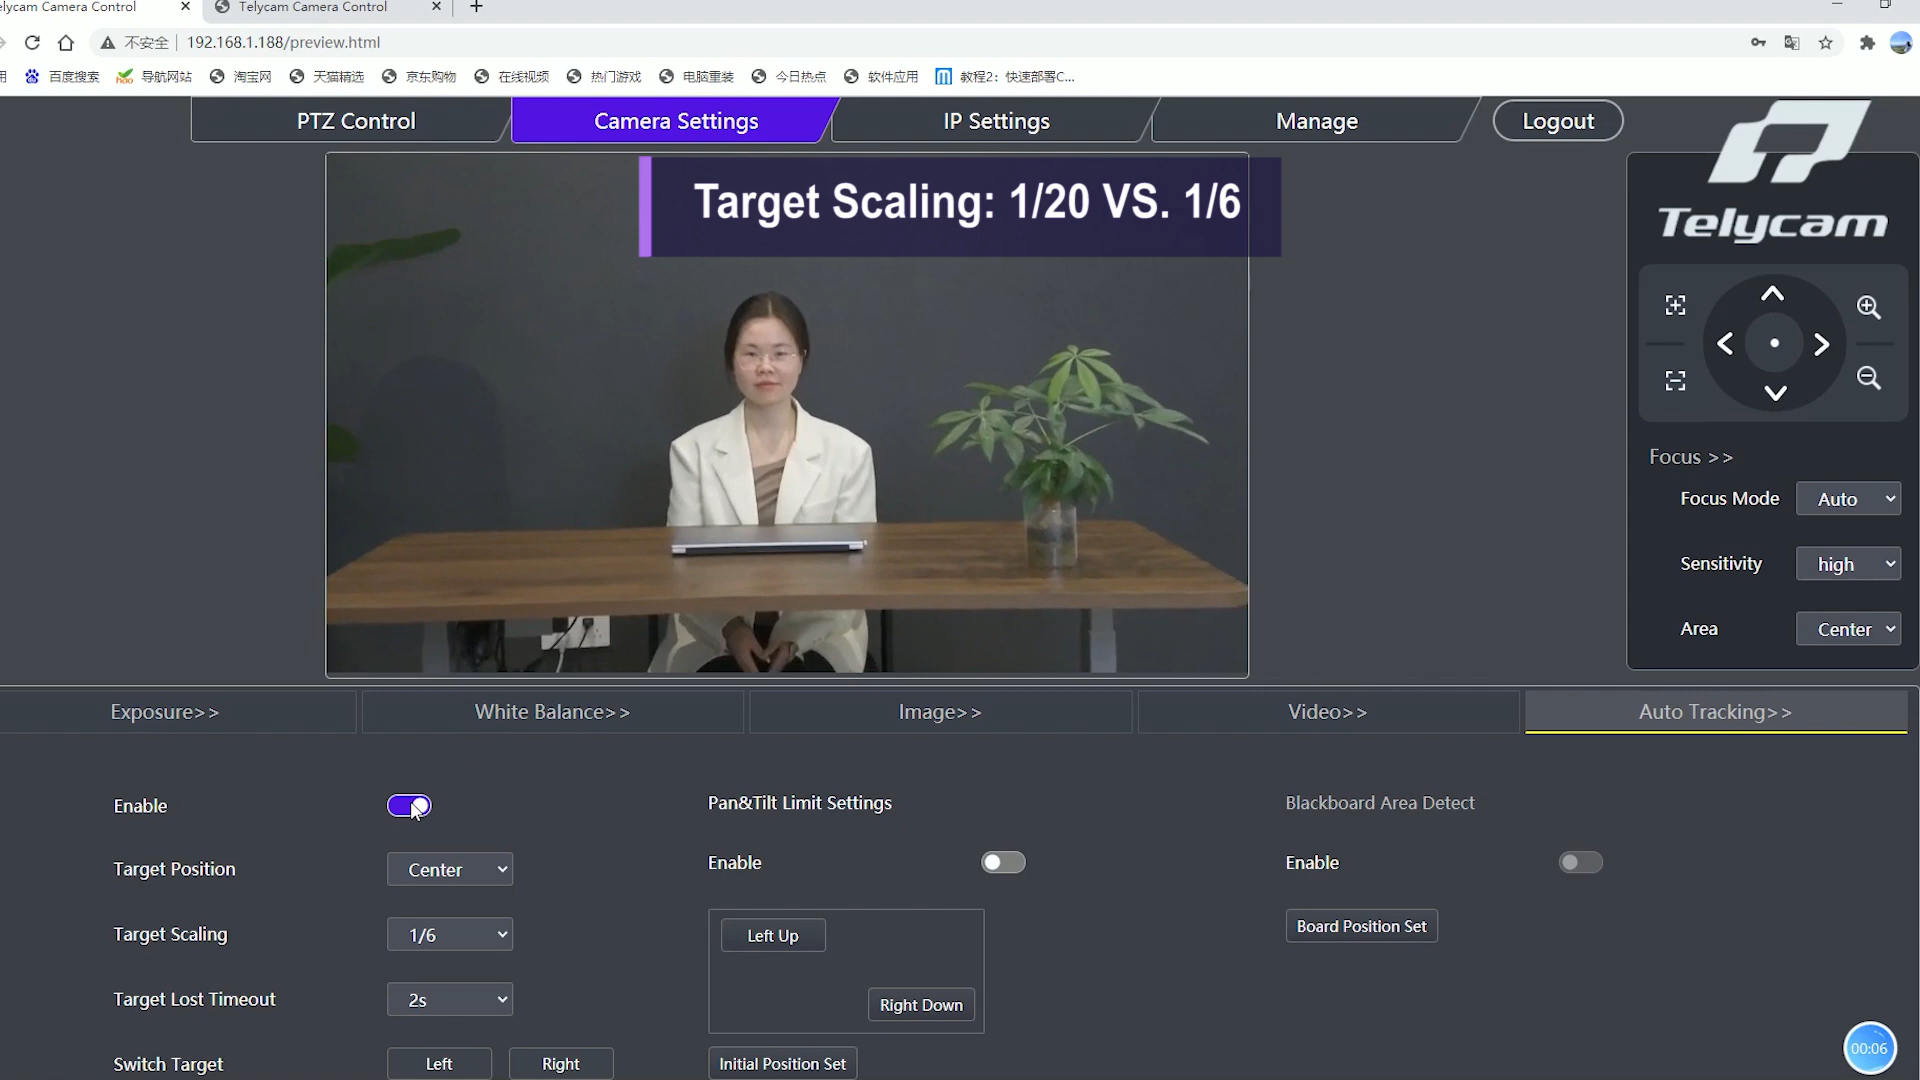 elycam Camera Control
Telycam Camera Control
不安全
192.168.1.188/preview.html
用
百度搜索
hao
导航网站
淘宝网
天猫精选
京东购物
在线视频
热门游戏
电脑重装
今日热点
软件应用
教程2：快速部署C...
PTZ Control
Camera Settings
IP Settings
Manage
Logout
Telycam
Target Scaling: 1/20 VS. 1/6
Focus >>
Focus Mode
Auto
Sensitivity
high
Area
Center
Exposure>>
White Balance>>
Image>>
Video>>
Auto Tracking>>
Enable
Target Position
Center
Target Scaling
1/6
Target Lost Timeout
2s
Switch Target
Left
Right
Pan&Tilt Limit Settings
Enable
Left Up
Right Down
Initial Position Set
Blackboard Area Detect
Enable
Board Position Set
00:06